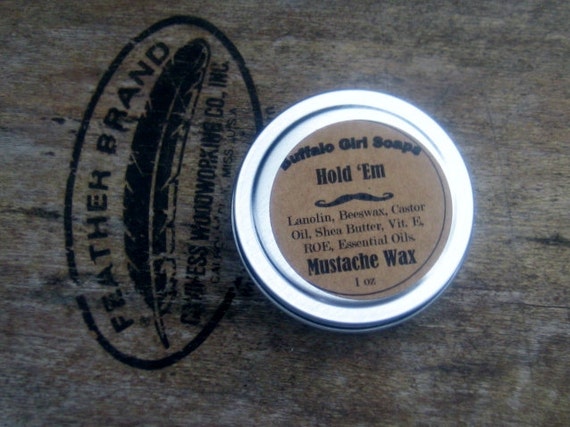 FEATHER BRAND
WOODWORKING CO. INC.
MISS. U.S.A.
Buffalo Girl Soaps
Hold 'Em
Lanolin, Beeswax, Castor
Oil, Shea Butter, Vit. E,
ROE, Essential Oils.
Mustache Wax
1 oz